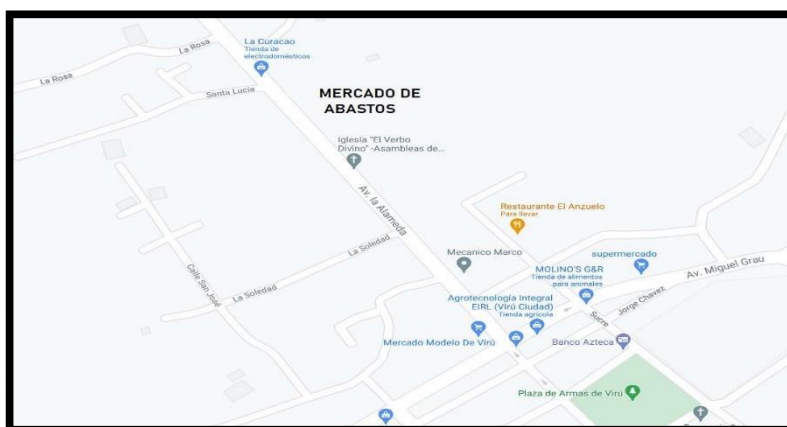 La Rosa
La Rosa
La Curacao
Tienda de
electrodomésticos
Santa Lucía
MERCADO DE
ABASTOS
Iglesia "El Verbo
Divino" -Asambleas de...
Av. la Alameda
Restaurante El Anzuelo
Para llevar
La Soledad
Mecanico Marco
supermercado
MOLINO'S G&R
Tienda de alimentos
para animales
Av. Miguel Grau
Calle San José
La Soledad
Agrotecnología Integral
EIRL (Virú Ciudad)
Tienda agrícola
Jorge Chavez
Sucre
Mercado Modelo De Virú
Banco Azteca
Plaza de Armas de Virú